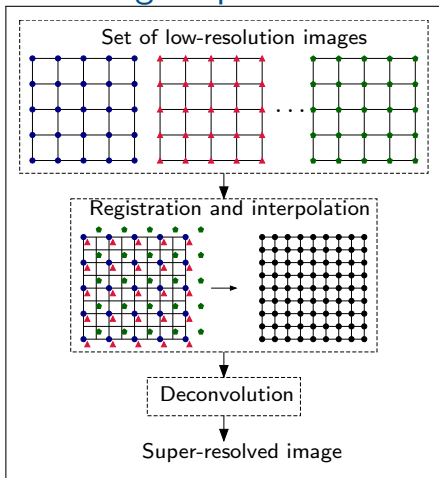 Set of low-resolution images
...
Registration and interpolation
Deconvolution
Super-resolved image